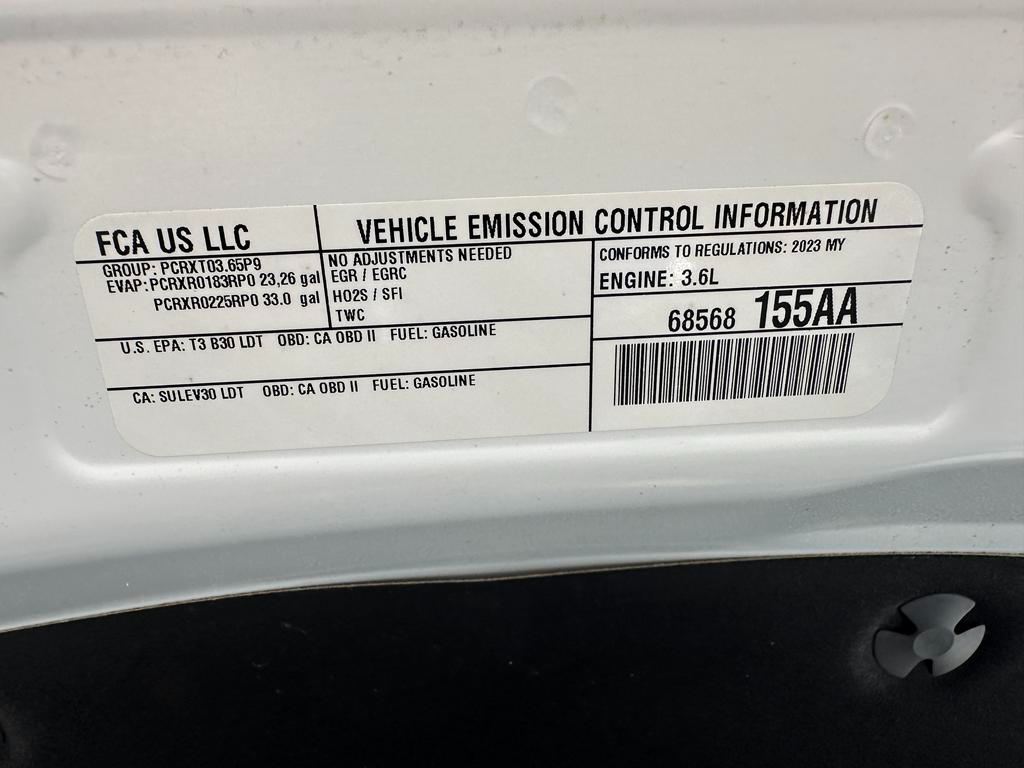 FCA US LLC
VEHICLE EMISSION CONTROL INFORMATION
GROUP: PCRXT03.65P9
EVAP: PCRXR0183RP0 23,26 gal
PCRXR0225RP0 33.0 gal
NO ADJUSTMENTS NEEDED
EGR / EGRC
HO2S / SFI
TWC
CONFORMS TO REGULATIONS: 2023 MY
ENGINE: 3.6L
68568 155AA
U.S. EPA: T3 B30 LDT OBD: CA OBD II FUEL: GASOLINE
CA: SULEV30 LDT OBD: CA OBD II FUEL: GASOLINE